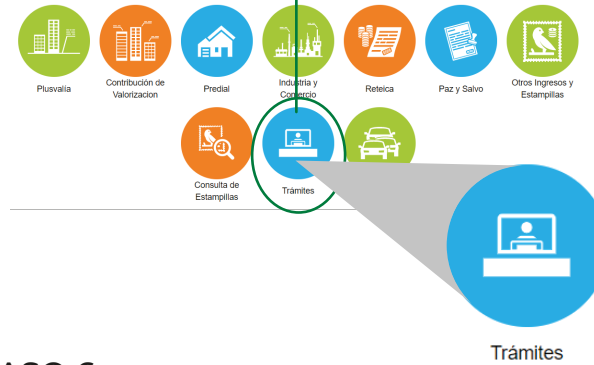 Plusvalía
Contribución de
Valorizacion
Predial
Industria y
Comercio
Reteica
Paz y Salvo
Otros Ingresos y
Estampillas
Consulta de
Estampillas
Trámites
Trámites